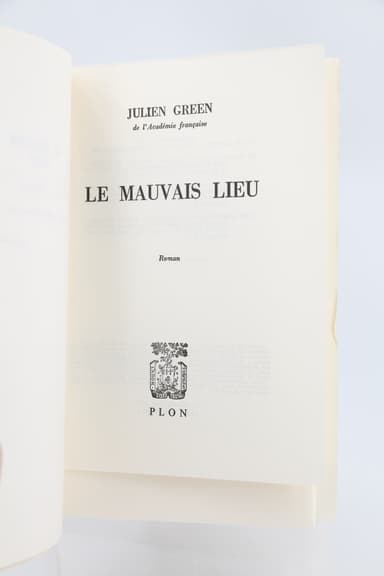 JULIEN GREEN
de l'Académie française
LE MAUVAIS LIEU
Roman
PLON